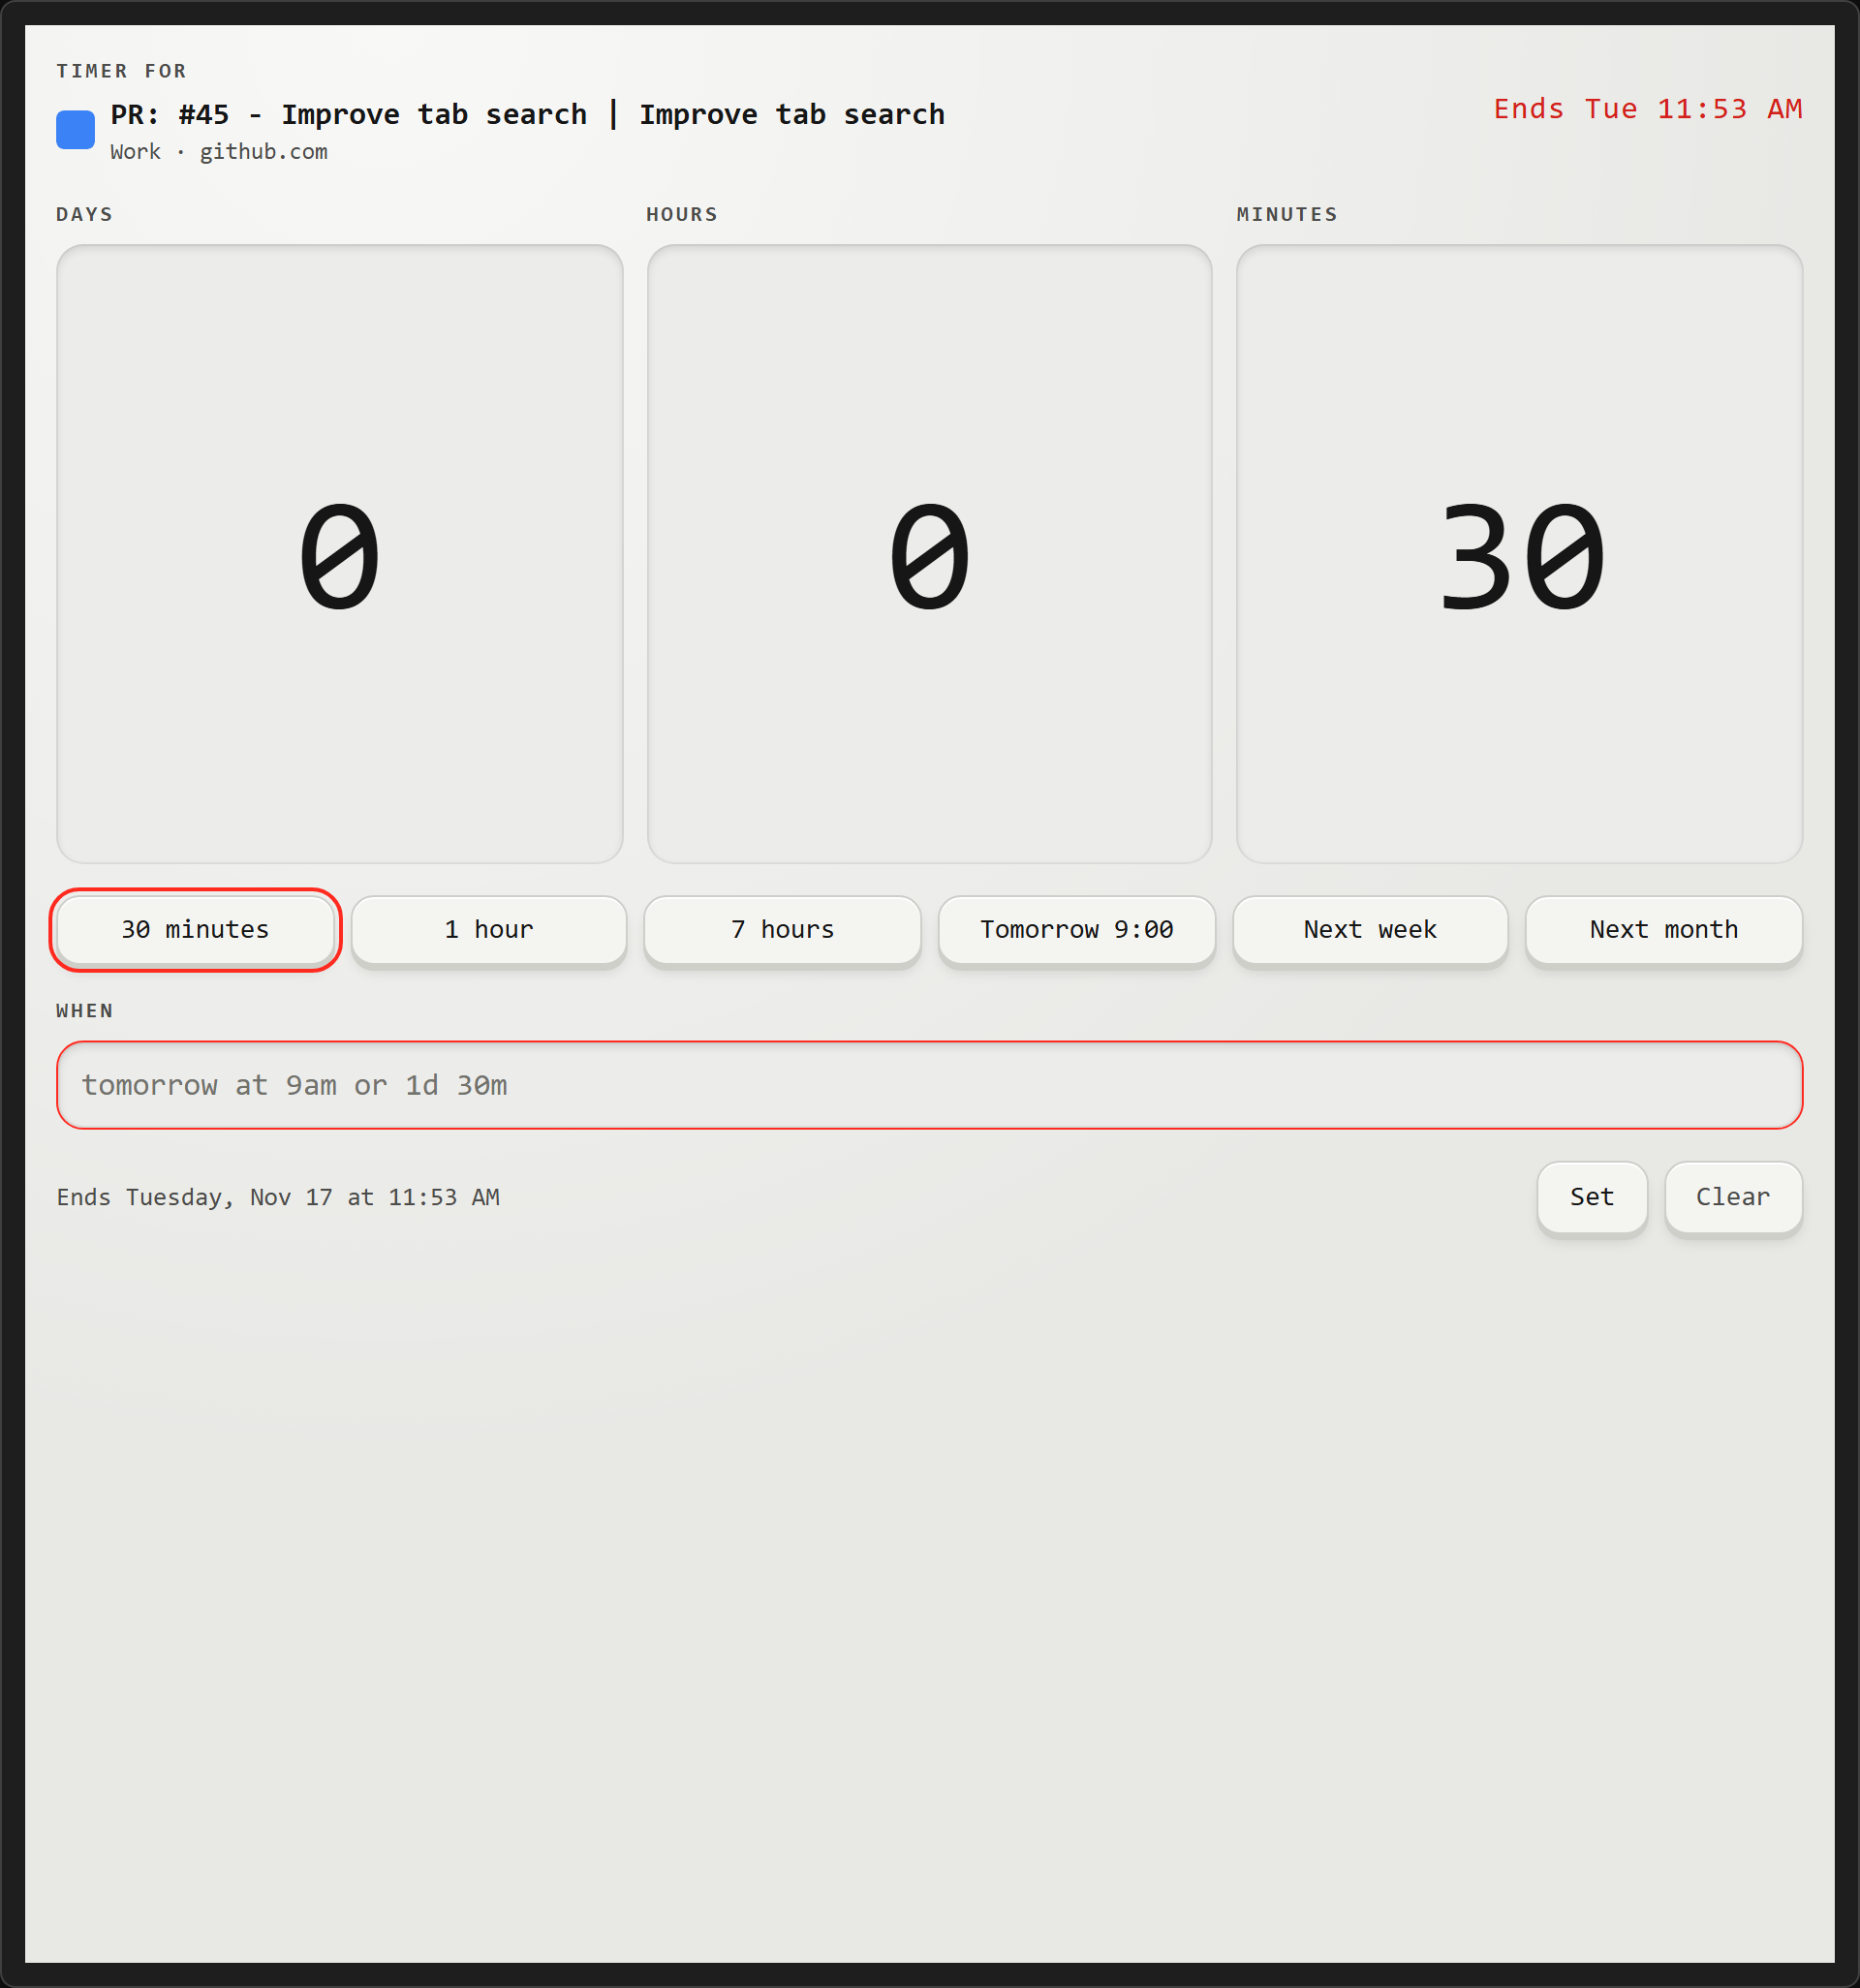 TIMER FOR
PR: #45 - Improve tab search | Improve tab search
Work · github.com
Ends Tue 11:53 AM
DAYS
HOURS
MINUTES
0
0
30
30 minutes
1 hour
7 hours
Tomorrow 9:00
Next week
Next month
WHEN
tomorrow at 9am or 1d 30m
Ends Tuesday, Nov 17 at 11:53 AM
Set
Clear